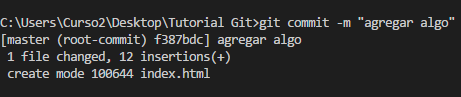 C:\Users\Curso2\Desktop\Tutorial Git>git commit -m "agregar algo"
[master (root-commit) f387bdc] agregar algo
 1 file changed, 12 insertions(+)
 create mode 100644 index.html